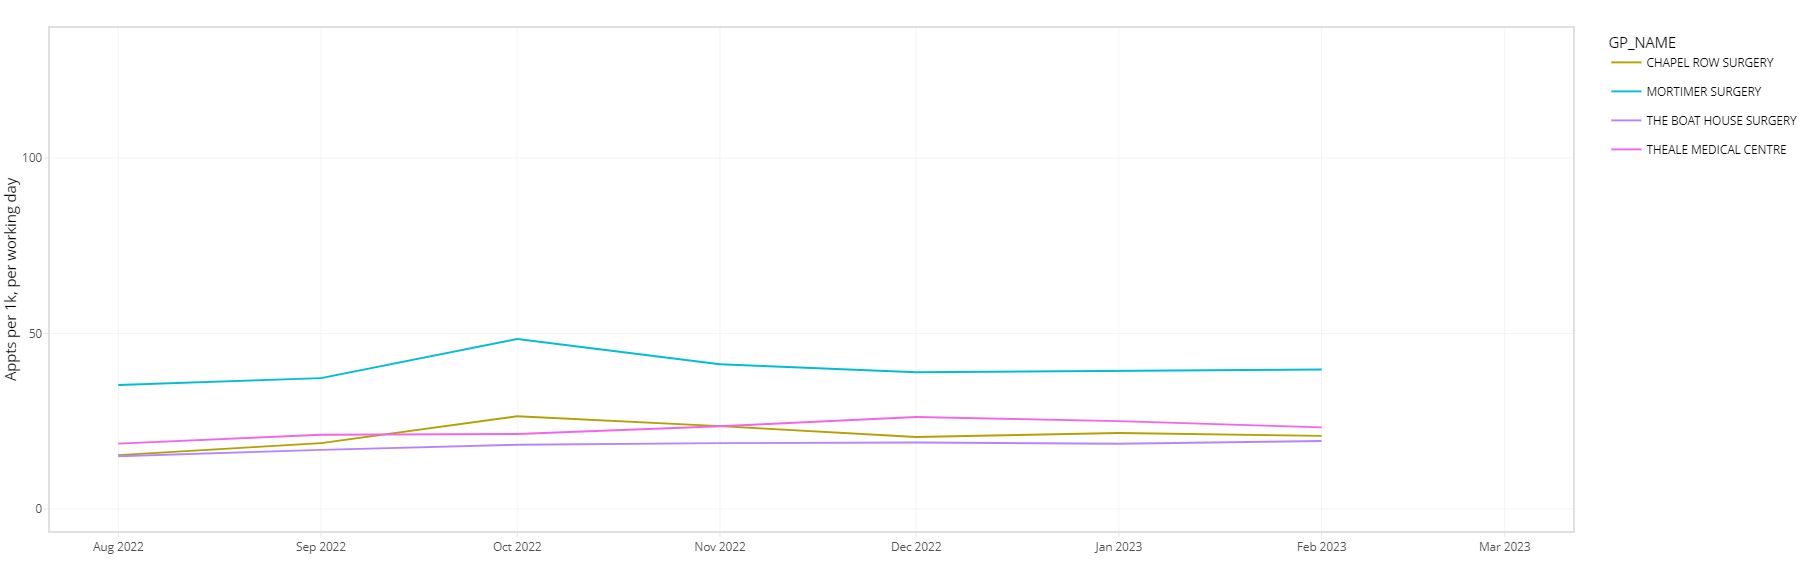 GP_NAME
CHAPEL ROW SURGERY
MORTIMER SURGERY
THE BOAT HOUSE SURGERY
THEALE MEDICAL CENTRE
Appts per 1k, per working day
100
50
0
Aug 2022 Sep 2022 Oct 2022 Nov 2022 Dec 2022 Jan 2023 Feb 2023 Mar 2023